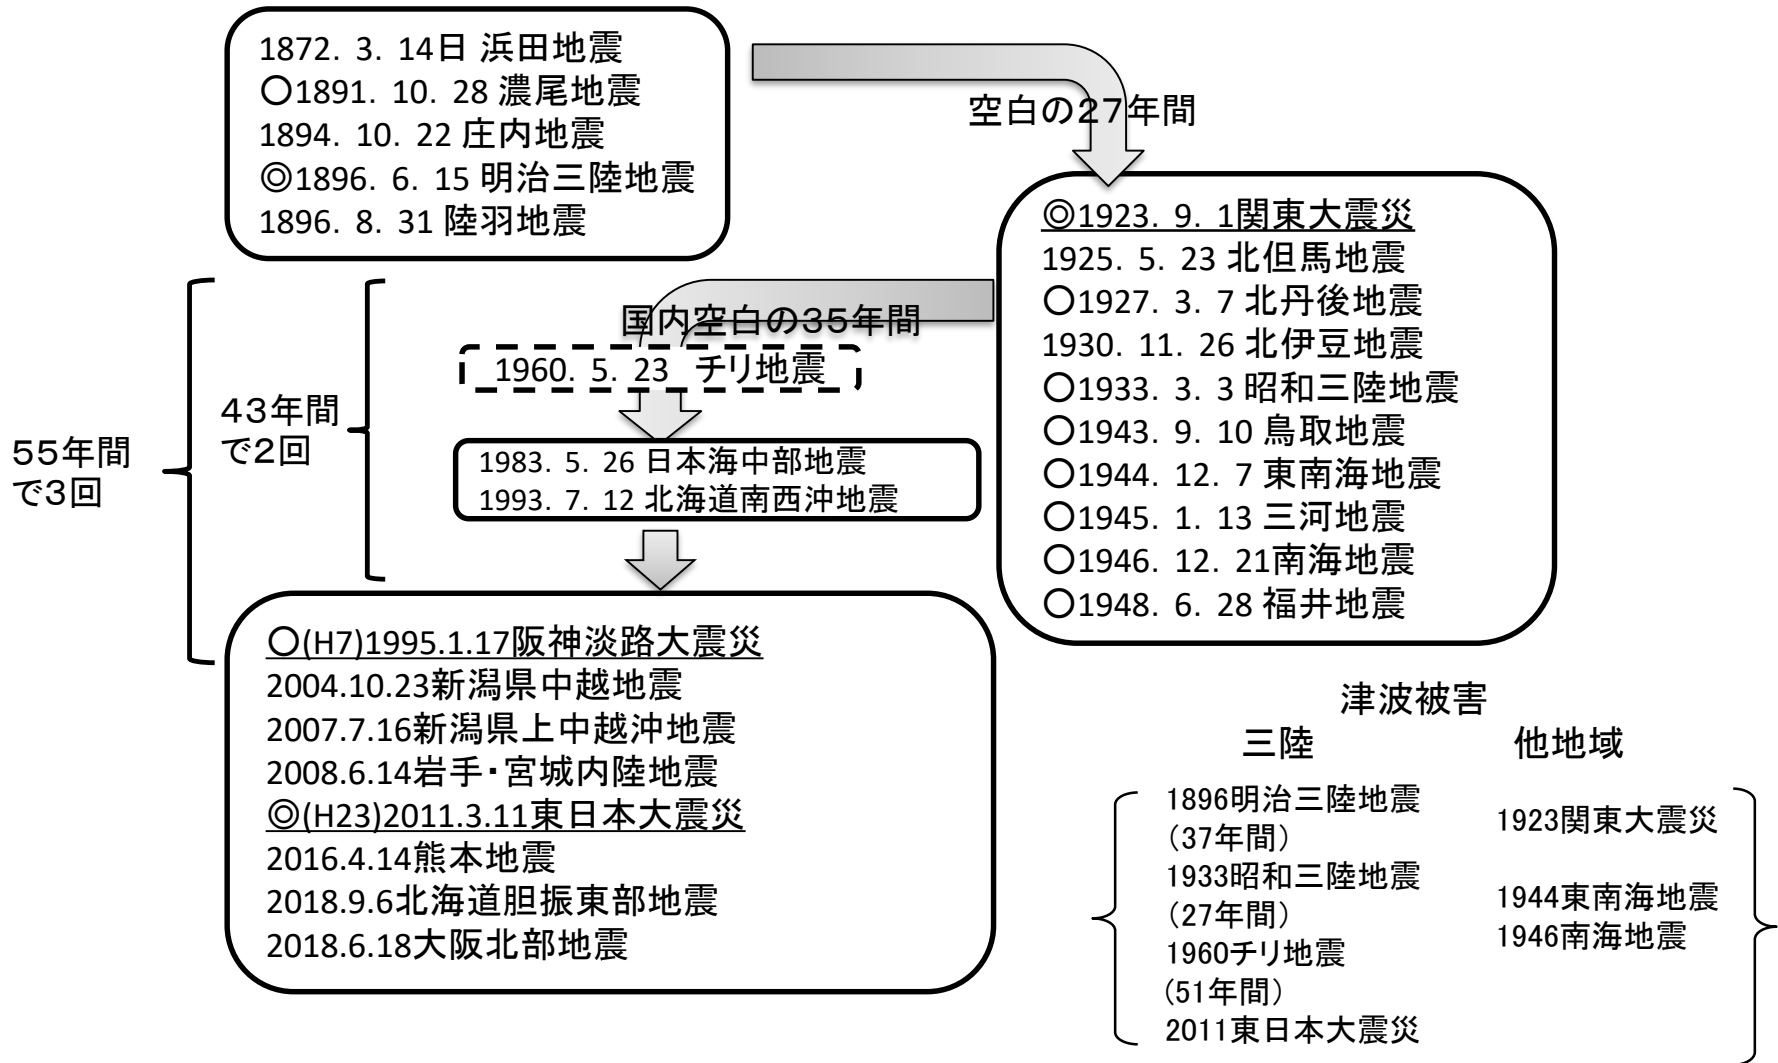 1872. 3. 14日 浜田地震
〇1891. 10. 28 濃尾地震
1894. 10. 22 庄内地震
◎1896. 6. 15 明治三陸地震
1896. 8. 31 陸羽地震
空白の27年間
◎1923. 9. 1関東大震災
1925. 5. 23 北但馬地震
〇1927. 3. 7 北丹後地震
1930. 11. 26 北伊豆地震
〇1933. 3. 3 昭和三陸地震
〇1943. 9. 10 鳥取地震
〇1944. 12. 7 東南海地震
〇1945. 1. 13 三河地震
〇1946. 12. 21南海地震
〇1948. 6. 28 福井地震
国内空白の35年間
1960. 5. 23 チリ地震
1983. 5. 26 日本海中部地震
1993. 7. 12 北海道南西沖地震
43年間
で2回
55年間
で3回
〇(H7)1995.1.17阪神淡路大震災
2004.10.23新潟県中越地震
2007.7.16新潟県上中越沖地震
2008.6.14岩手・宮城内陸地震
◎(H23)2011.3.11東日本大震災
2016.4.14熊本地震
2018.9.6北海道胆振東部地震
2018.6.18大阪北部地震
津波被害
三陸
1896明治三陸地震
(37年間)
1933昭和三陸地震
(27年間)
1960チリ地震
(51年間)
2011東日本大震災
他地域
1923関東大震災
1944東南海地震
1946南海地震